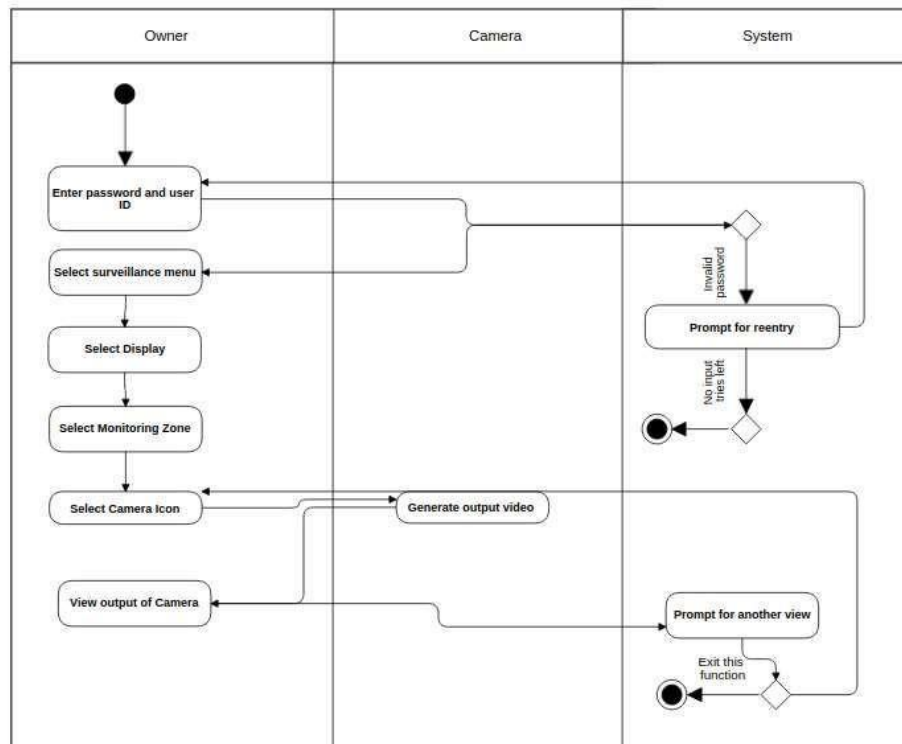 Owner
Camera
System
Enter password and user
ID
Select surveillance menu
Invalid
password
Prompt for reentry
Select Display
No input
tries left
Select Monitoring Zone
Select Camera Icon
Generate output video
View output of Camera
Prompt for another view
Exit this
function